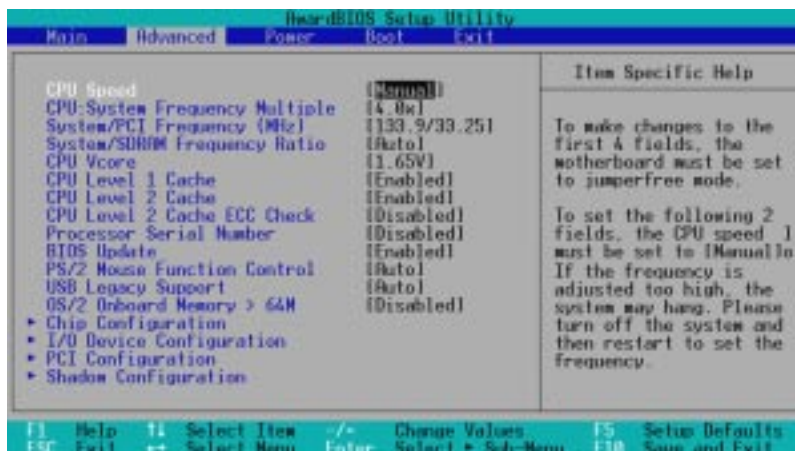 AwardBIOS Setup Utility
Main Advanced Power Boot Exit
CPU Speed [Manual]
CPU:System Frequency Multiple [4.0x]
System/PCI Frequency (MHz) [133.9/33.25]
System/SDRAM Frequency Ratio [Auto]
CPU Vcore [1.65V]
CPU Level 1 Cache [Enabled]
CPU Level 2 Cache [Enabled]
CPU Level 2 Cache ECC Check [Disabled]
Processor Serial Number [Disabled]
BIOS Update [Enabled]
PS/2 Mouse Function Control [Auto]
USB Legacy Support [Auto]
OS/2 Onboard Memory > 64M [Disabled]
▸ Chip Configuration
▸ I/O Device Configuration
▸ PCI Configuration
▸ Shadow Configuration
Item Specific Help
To make changes to the
first 4 fields, the
motherboard must be set
to jumperfree mode.
To set the following 2
fields, the CPU speed ]
must be set to [Manual]o
If the frequency is
adjusted too high, the
system may hang. Please
turn off the system and
then restart to set the
frequency.
F1 Help ↑↓ Select Item -/+ Change Values F5 Setup Defaults
ESC Exit ↔ Select Menu Enter Select ▸ Sub-Menu F10 Save and Exit